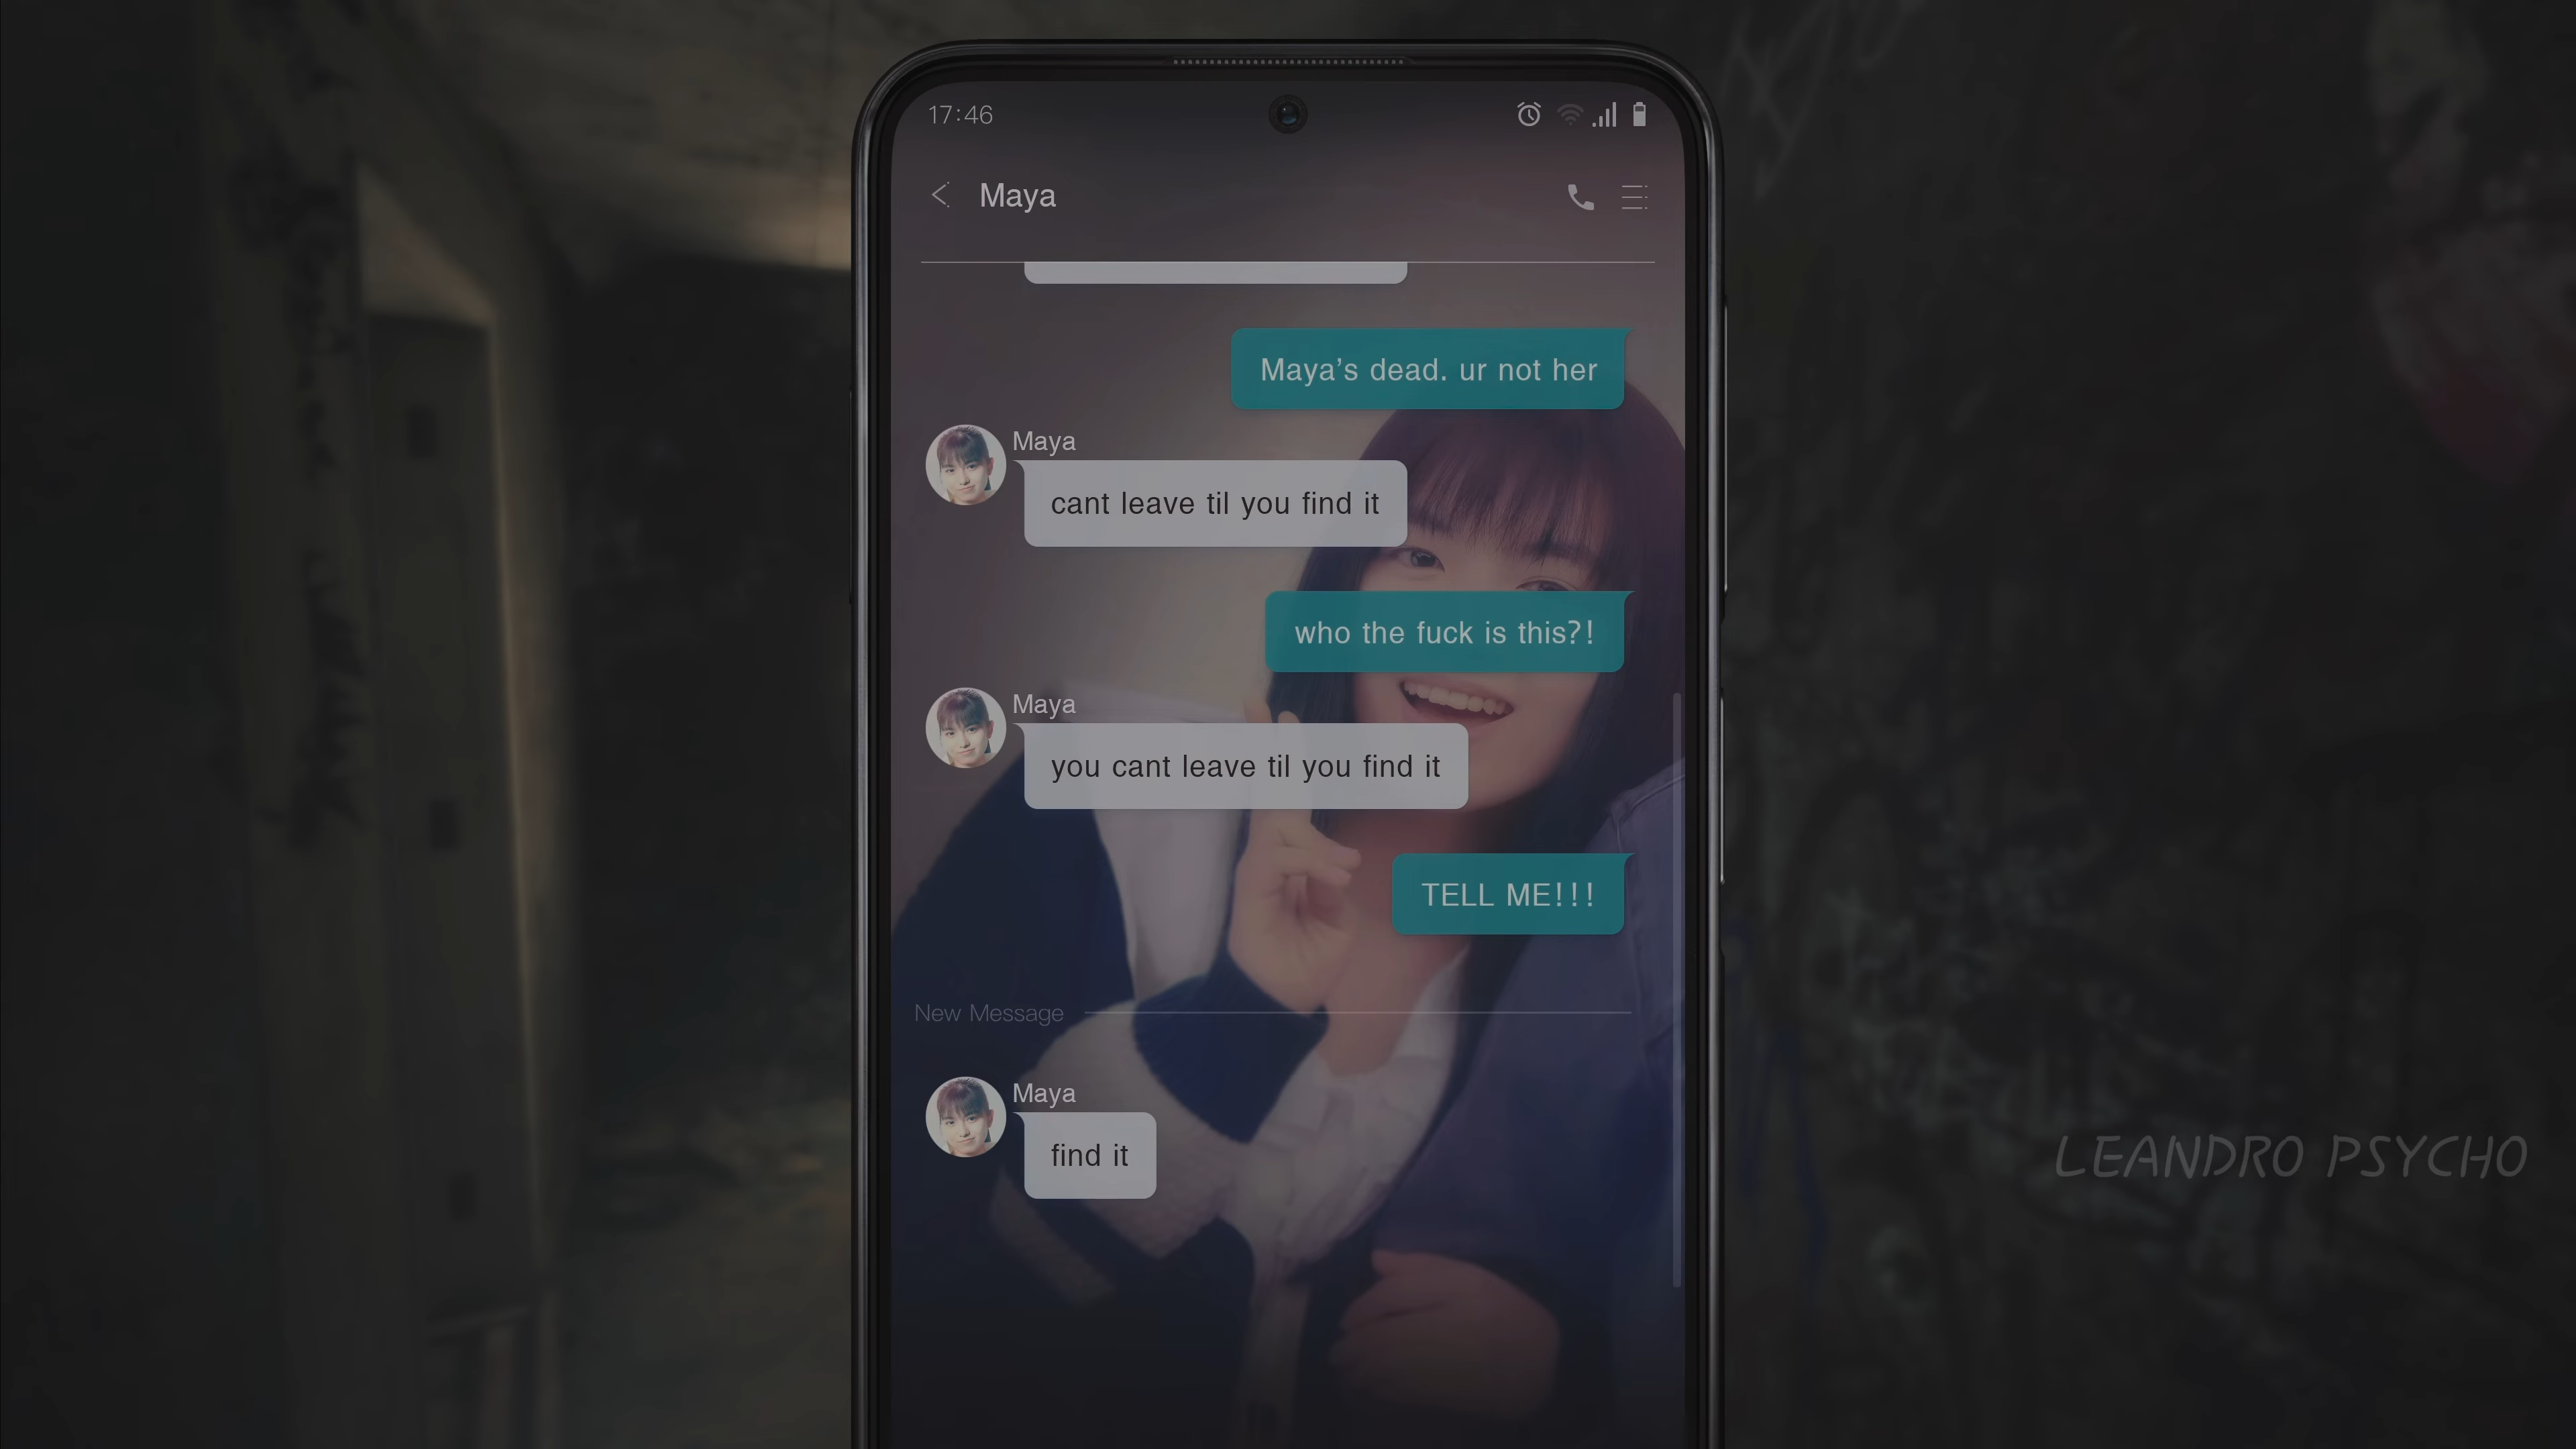 17:46
Maya
Maya's dead. ur not her
Maya
cant leave til you find it
who the fuck is this?!
Maya
you cant leave til you find it
TELL ME!!!
New Message
Maya
find it
LEANDRO PSYCHO